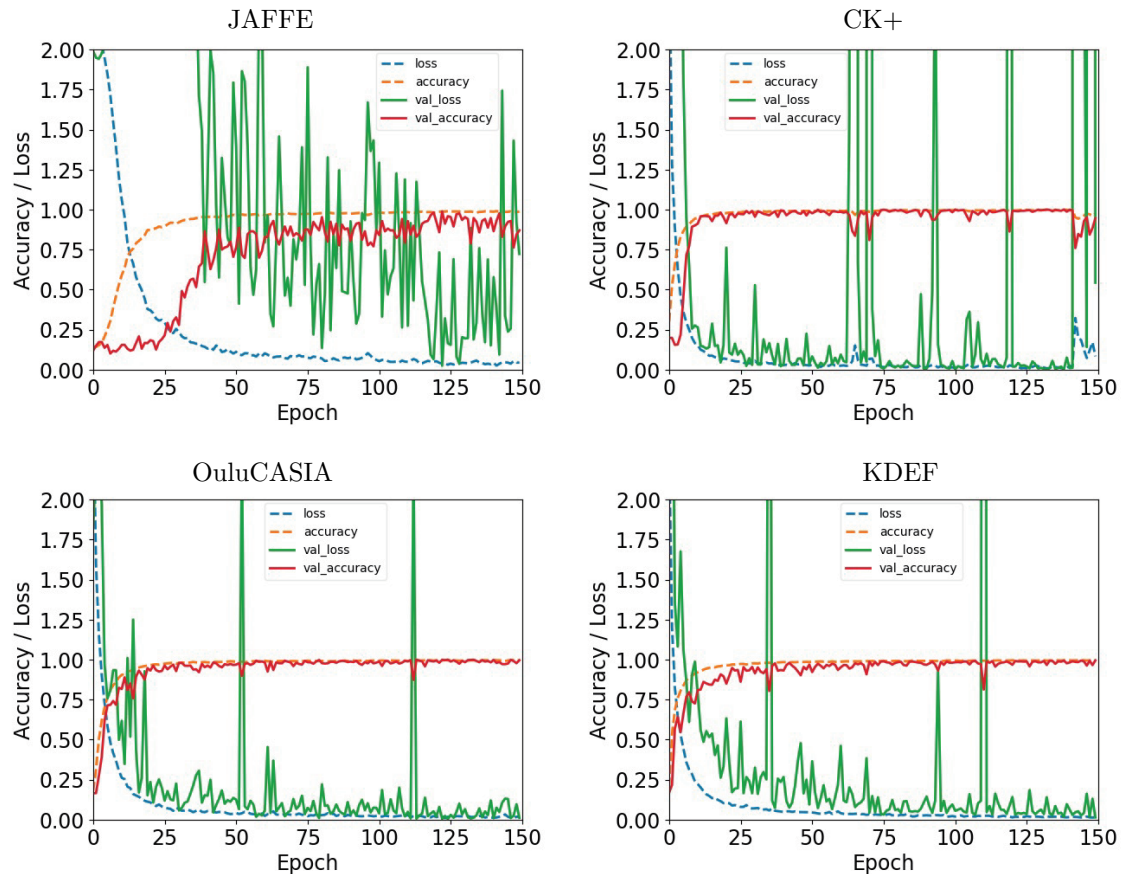 JAFFE
2.00
1.75
1.50
1.25
1.00
0.75
0.50
0.25
0.00
Accuracy / Loss
loss
accuracy
val_loss
val_accuracy
0 25 50 75 100 125 150
Epoch
CK+
2.00
1.75
1.50
1.25
1.00
0.75
0.50
0.25
0.00
Accuracy / Loss
loss
accuracy
val_loss
val_accuracy
0 25 50 75 100 125 150
Epoch
OuluCASIA
2.00
1.75
1.50
1.25
1.00
0.75
0.50
0.25
0.00
Accuracy / Loss
loss
accuracy
val_loss
val_accuracy
0 25 50 75 100 125 150
Epoch
KDEF
2.00
1.75
1.50
1.25
1.00
0.75
0.50
0.25
0.00
Accuracy / Loss
loss
accuracy
val_loss
val_accuracy
0 25 50 75 100 125 150
Epoch